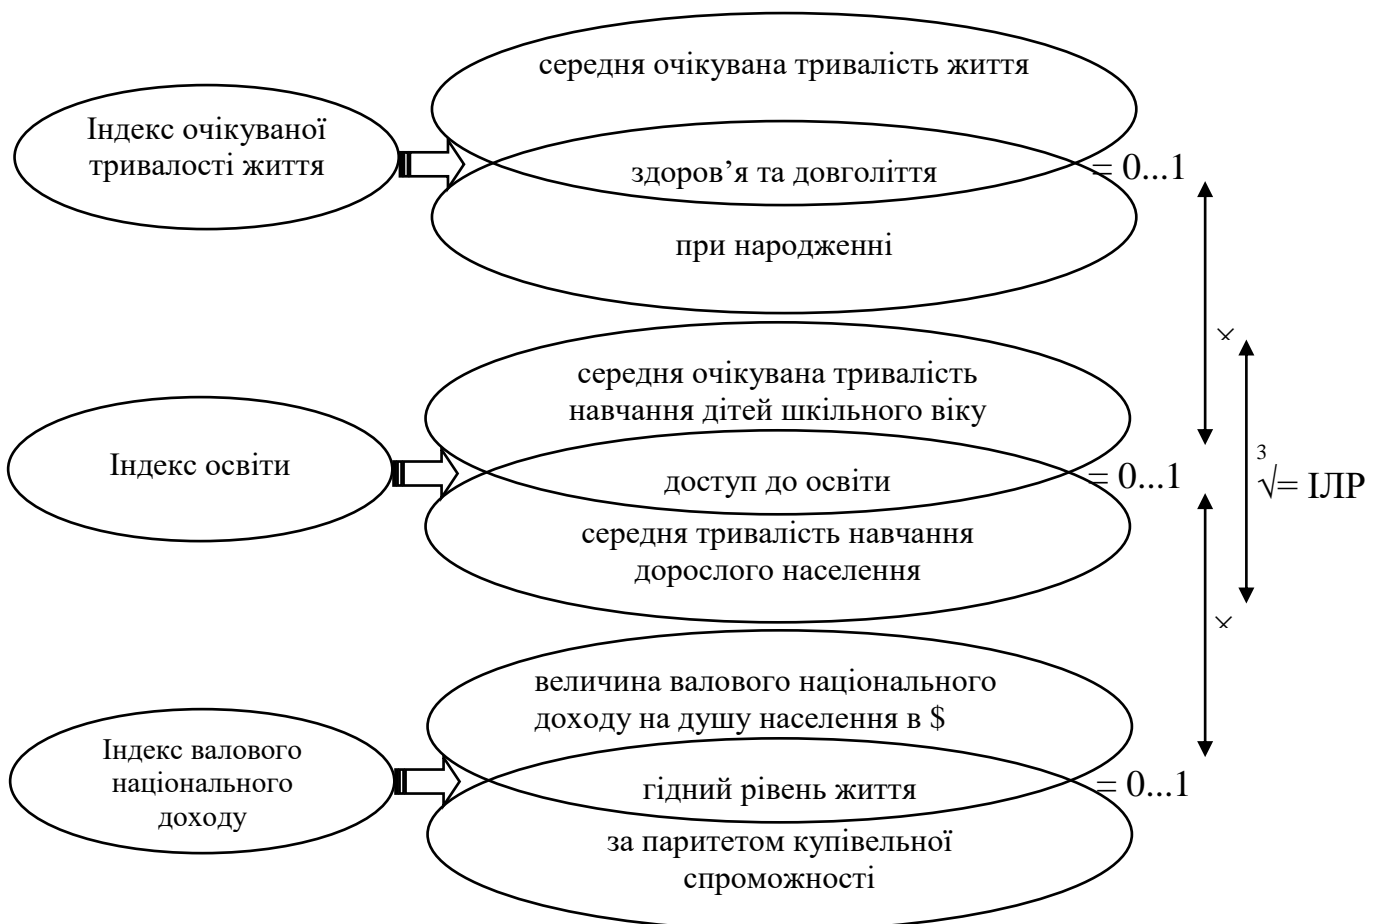 середня очікувана тривалість життя
Індекс очікуваної
тривалості життя
здоров’я та довголіття
= 0...1
при народженні
×
середня очікувана тривалість
навчання дітей шкільного віку
Індекс освіти
доступ до освіти
= 0...1
3
√= ІЛР
середня тривалість навчання
дорослого населення
×
величина валового національного
доходу на душу населення в $
Індекс валового
національного
доходу
гідний рівень життя
= 0...1
за паритетом купівельної
спроможності